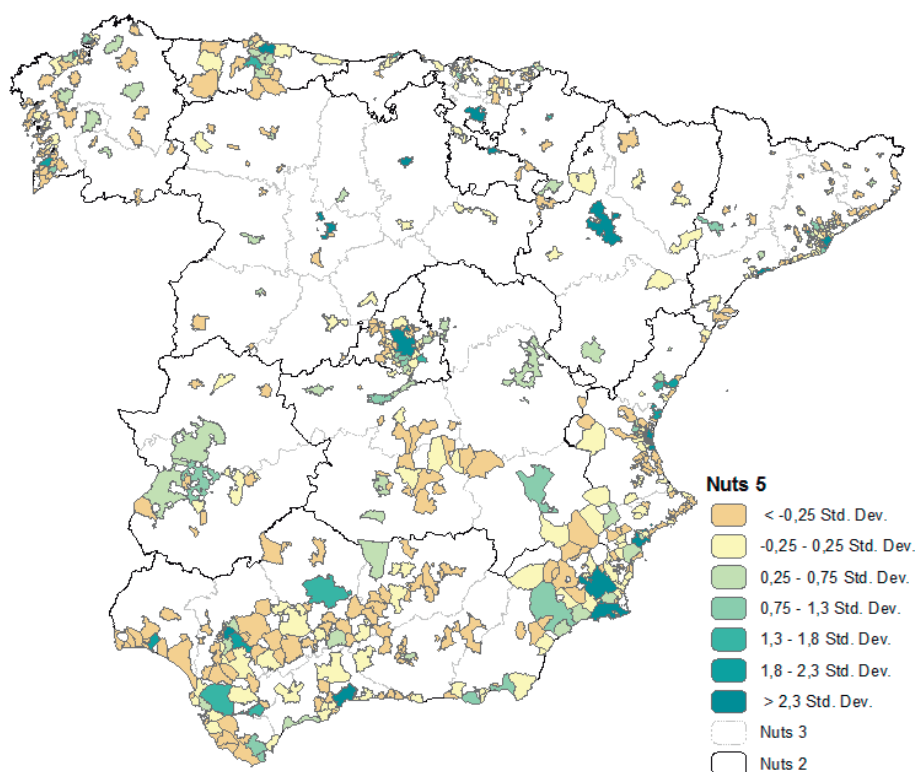 Nuts 5
< -0,25 Std. Dev.
-0,25 - 0,25 Std. Dev.
0,25 - 0,75 Std. Dev.
0,75 - 1,3 Std. Dev.
1,3 - 1,8 Std. Dev.
1,8 - 2,3 Std. Dev.
> 2,3 Std. Dev.
Nuts 3
Nuts 2